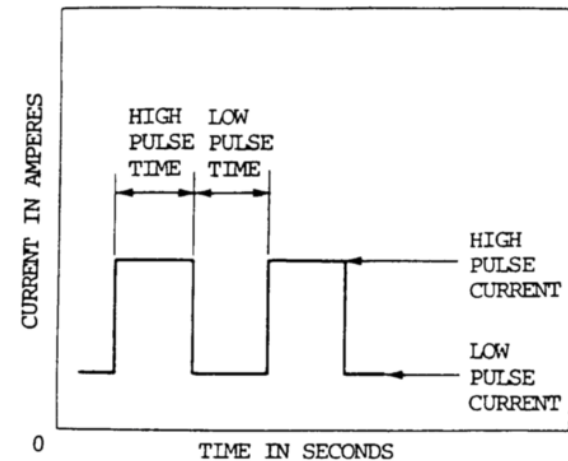 HIGH
PULSE
TIME
LOW
PULSE
TIME
CURRENT IN AMPERES
HIGH
PULSE
CURRENT
LOW
PULSE
CURRENT
0
TIME IN SECONDS